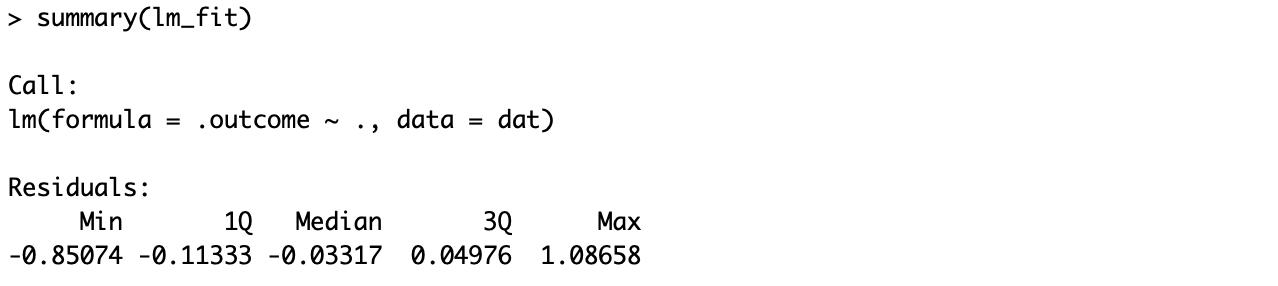 > summary(lm_fit)
Call:
lm(formula = .outcome ~ ., data = dat)
Residuals:
     Min       1Q   Median       3Q      Max
-0.85074 -0.11333 -0.03317  0.04976  1.08658